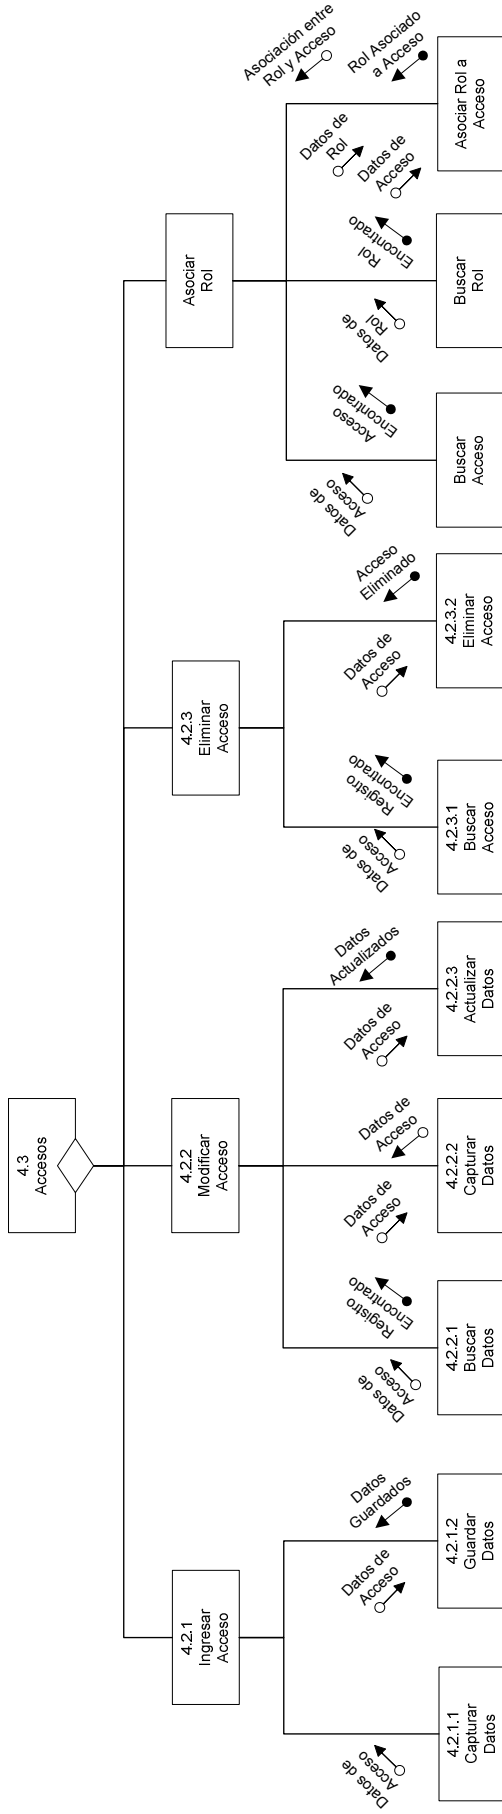 4.3
Accesos
4.2.1
Ingresar
Acceso
4.2.2
Modificar
Acceso
4.2.3
Eliminar
Acceso
Asociar
Rol
Datos de
Acceso
Datos de
Acceso
Datos
Guardados
Datos de
Acceso
Registro
Encontrado
Datos de
Acceso
Datos de
Acceso
Datos de
Acceso
Datos
Actualizados
Datos de
Acceso
Registro
Encontrado
Datos de
Acceso
Acceso
Eliminado
Datos de
Acceso
Acceso
Encontrado
Datos de
Rol
Rol
Encontrado
Datos de
Rol
Datos de
Acceso
Asociación entre
Rol y Acceso
Rol Asociado
a Acceso
4.2.1.1
Capturar
Datos
4.2.1.2
Guardar
Datos
4.2.2.1
Buscar
Datos
4.2.2.2
Capturar
Datos
4.2.2.3
Actualizar
Datos
4.2.3.1
Buscar
Acceso
4.2.3.2
Eliminar
Acceso
Buscar
Acceso
Buscar
Rol
Asociar Rol a
Acceso